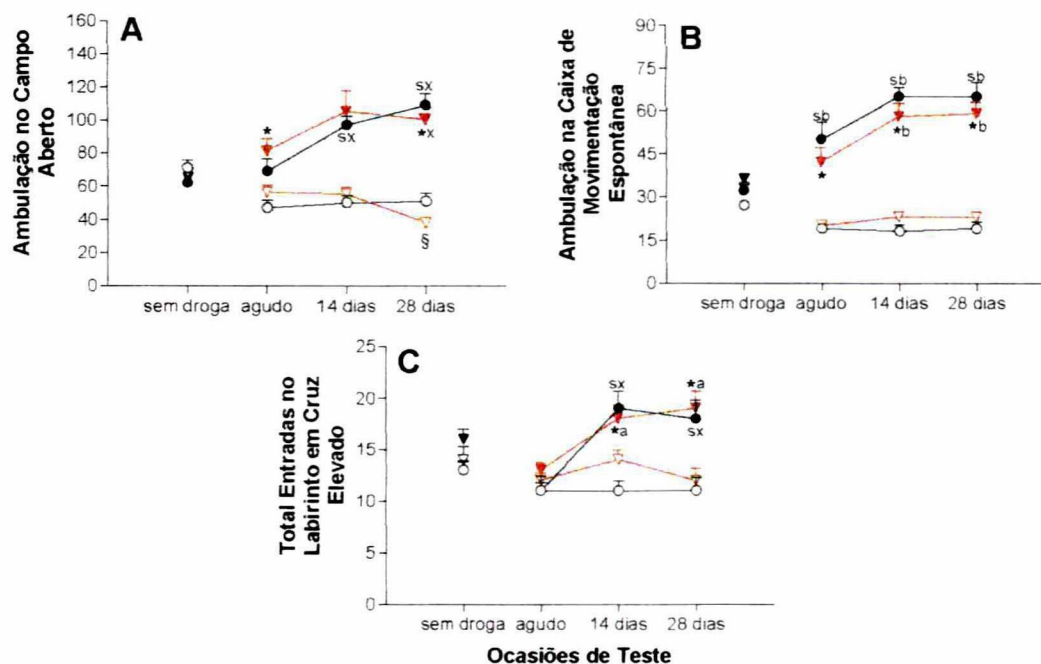 A
Ambulação no Campo
Aberto
160
140
120
100
80
60
40
20
0
★
sx
sx
★x
§
sem droga agudo 14 dias 28 dias
B
Ambulação na Caixa de
Movimentação
Espontânea
90
75
60
45
30
15
0
sb
★
sb
★b
sb
★b
sem droga agudo 14 dias 28 dias
C
Total Entradas no
Labirinto em Cruz
Elevado
25
20
15
10
5
0
sx
★a
★a
sx
sem droga agudo 14 dias 28 dias
Ocasiões de Teste